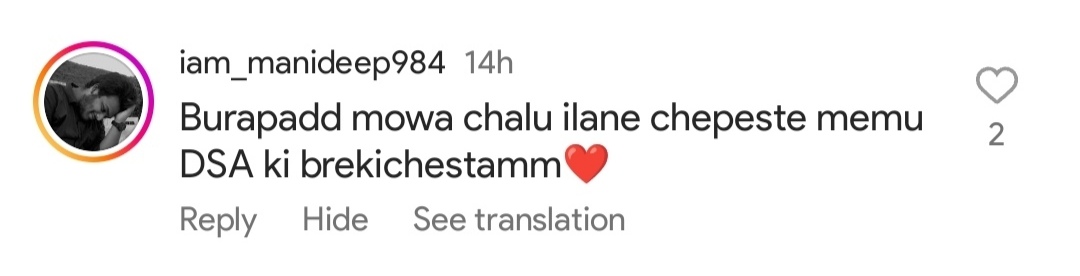 iam_manideep984 14h
Burapadd mowa chalu ilane chepeste memu
DSA ki brekichestamm❤️
2
Reply Hide See translation